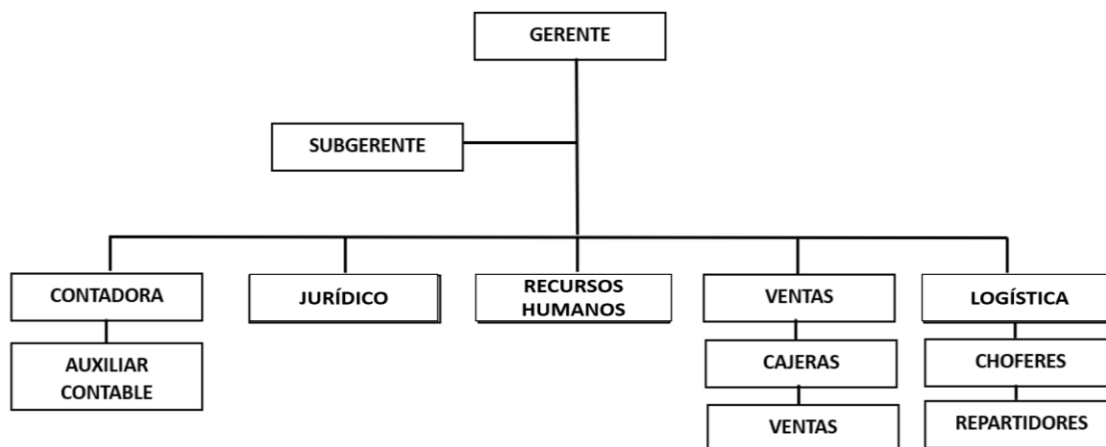 GERENTE
SUBGERENTE
CONTADORA
JURÍDICO
RECURSOS
HUMANOS
VENTAS
LOGÍSTICA
AUXILIAR
CONTABLE
CAJERAS
CHOFERES
VENTAS
REPARTIDORES